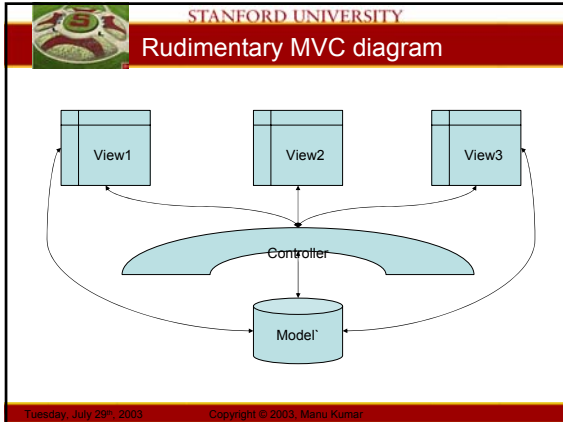 STANFORD UNIVERSITY
Rudimentary MVC diagram
View1 View2 View3
Controller
Model`
Tuesday, July 29th, 2003 Copyright © 2003, Manu Kumar